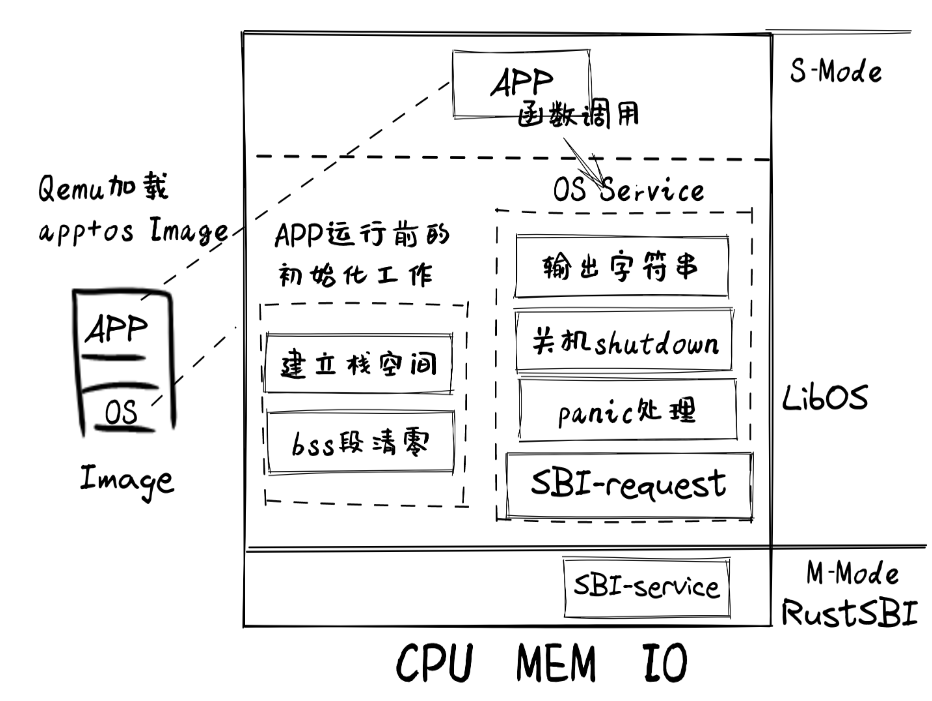 S-Mode
APP
函数调用
Qemu加载
app+os Image
OS Service
APP运行前的
初始化工作
输出字符串
APP
建立栈空间
关机shutdown
OS
bss段清零
panic处理
LibOS
Image
SBI-request
SBI-service
M-Mode
RustSBI
CPU MEM IO